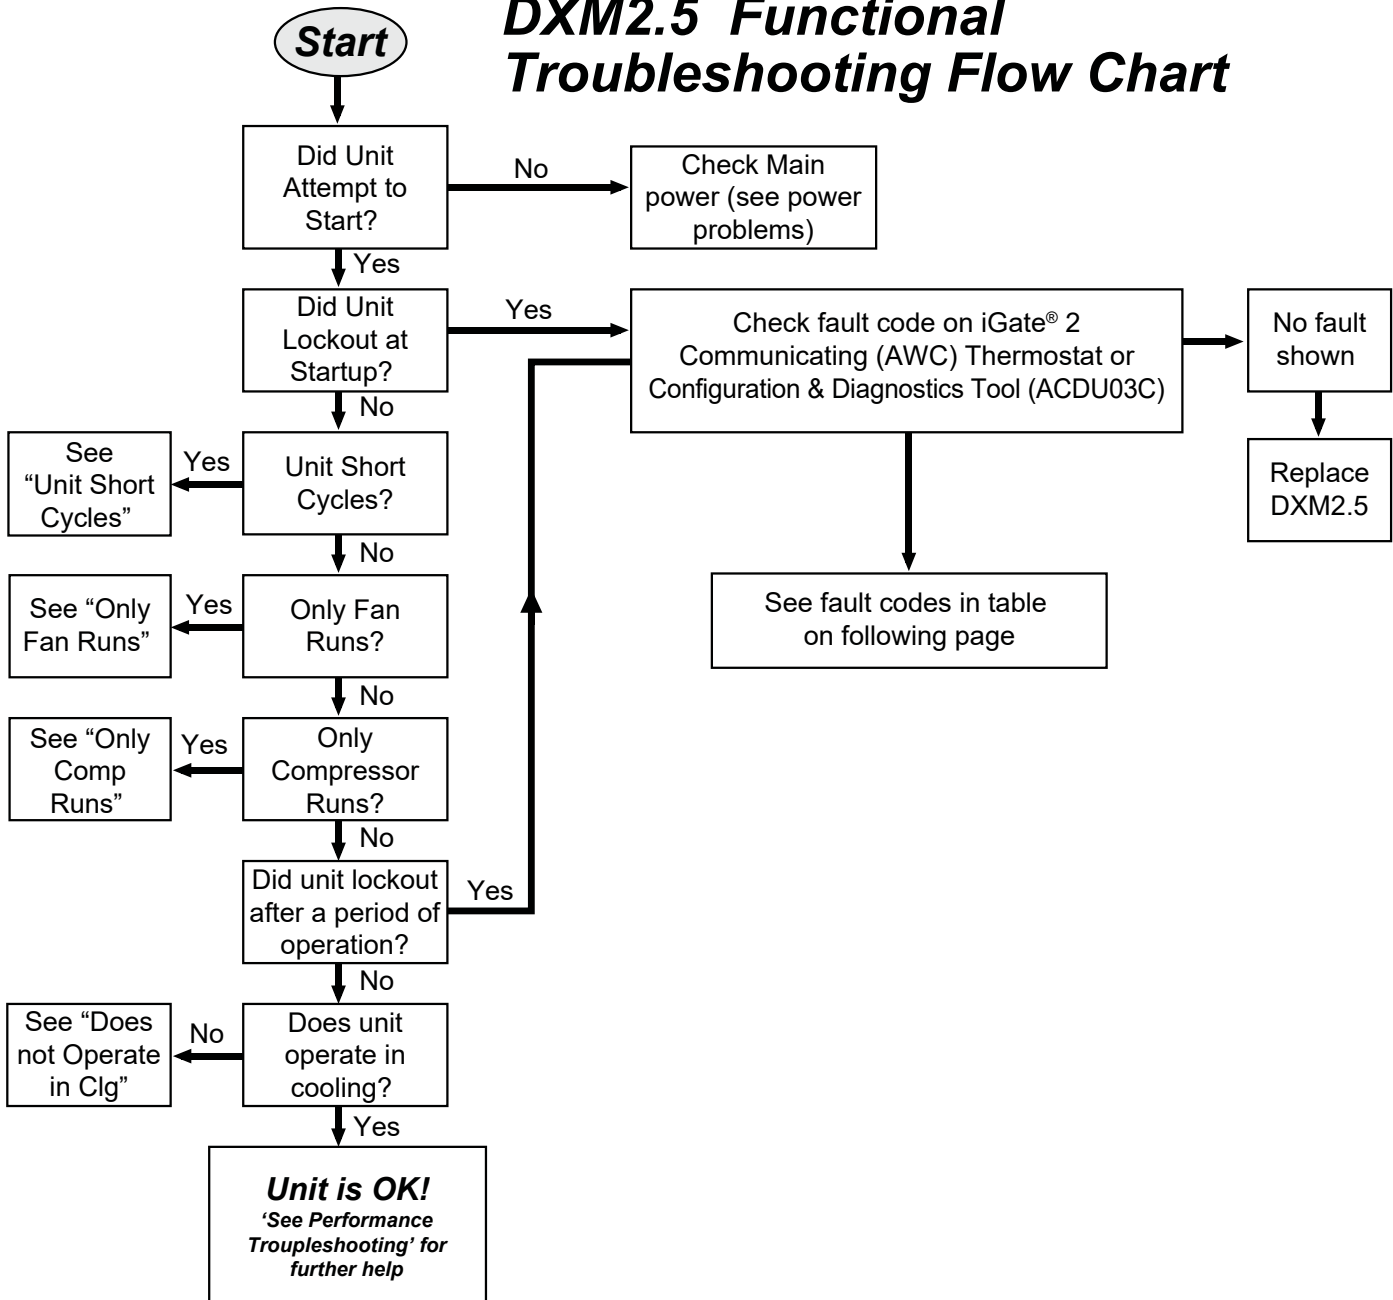 DXM2.5 Functional
Troubleshooting Flow Chart
Start
Did Unit
Attempt to
Start?
No
Check Main
power (see power
problems)
Yes
Did Unit
Lockout at
Startup?
Yes
Check fault code on iGate® 2
Communicating (AWC) Thermostat or
Configuration & Diagnostics Tool (ACDU03C)
No fault
shown
Replace
DXM2.5
See fault codes in table
on following page
No
Unit Short
Cycles?
Yes
See
“Unit Short
Cycles”
No
Only Fan
Runs?
Yes
See “Only
Fan Runs”
No
Only
Compressor
Runs?
Yes
See “Only
Comp
Runs”
No
Did unit lockout
after a period of
operation?
Yes
No
Does unit
operate in
cooling?
No
See “Does
not Operate
in Clg”
Yes
Unit is OK!
‘See Performance
Troupleshooting’ for
further help